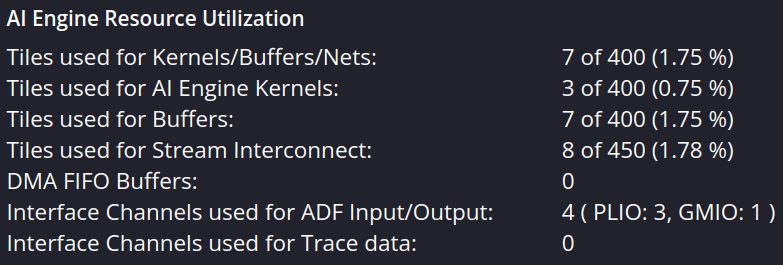 AI Engine Resource Utilization
Tiles used for Kernels/Buffers/Nets: 7 of 400 (1.75 %)
Tiles used for AI Engine Kernels: 3 of 400 (0.75 %)
Tiles used for Buffers: 7 of 400 (1.75 %)
Tiles used for Stream Interconnect: 8 of 450 (1.78 %)
DMA FIFO Buffers: 0
Interface Channels used for ADF Input/Output: 4 ( PLIO: 3, GMIO: 1 )
Interface Channels used for Trace data: 0